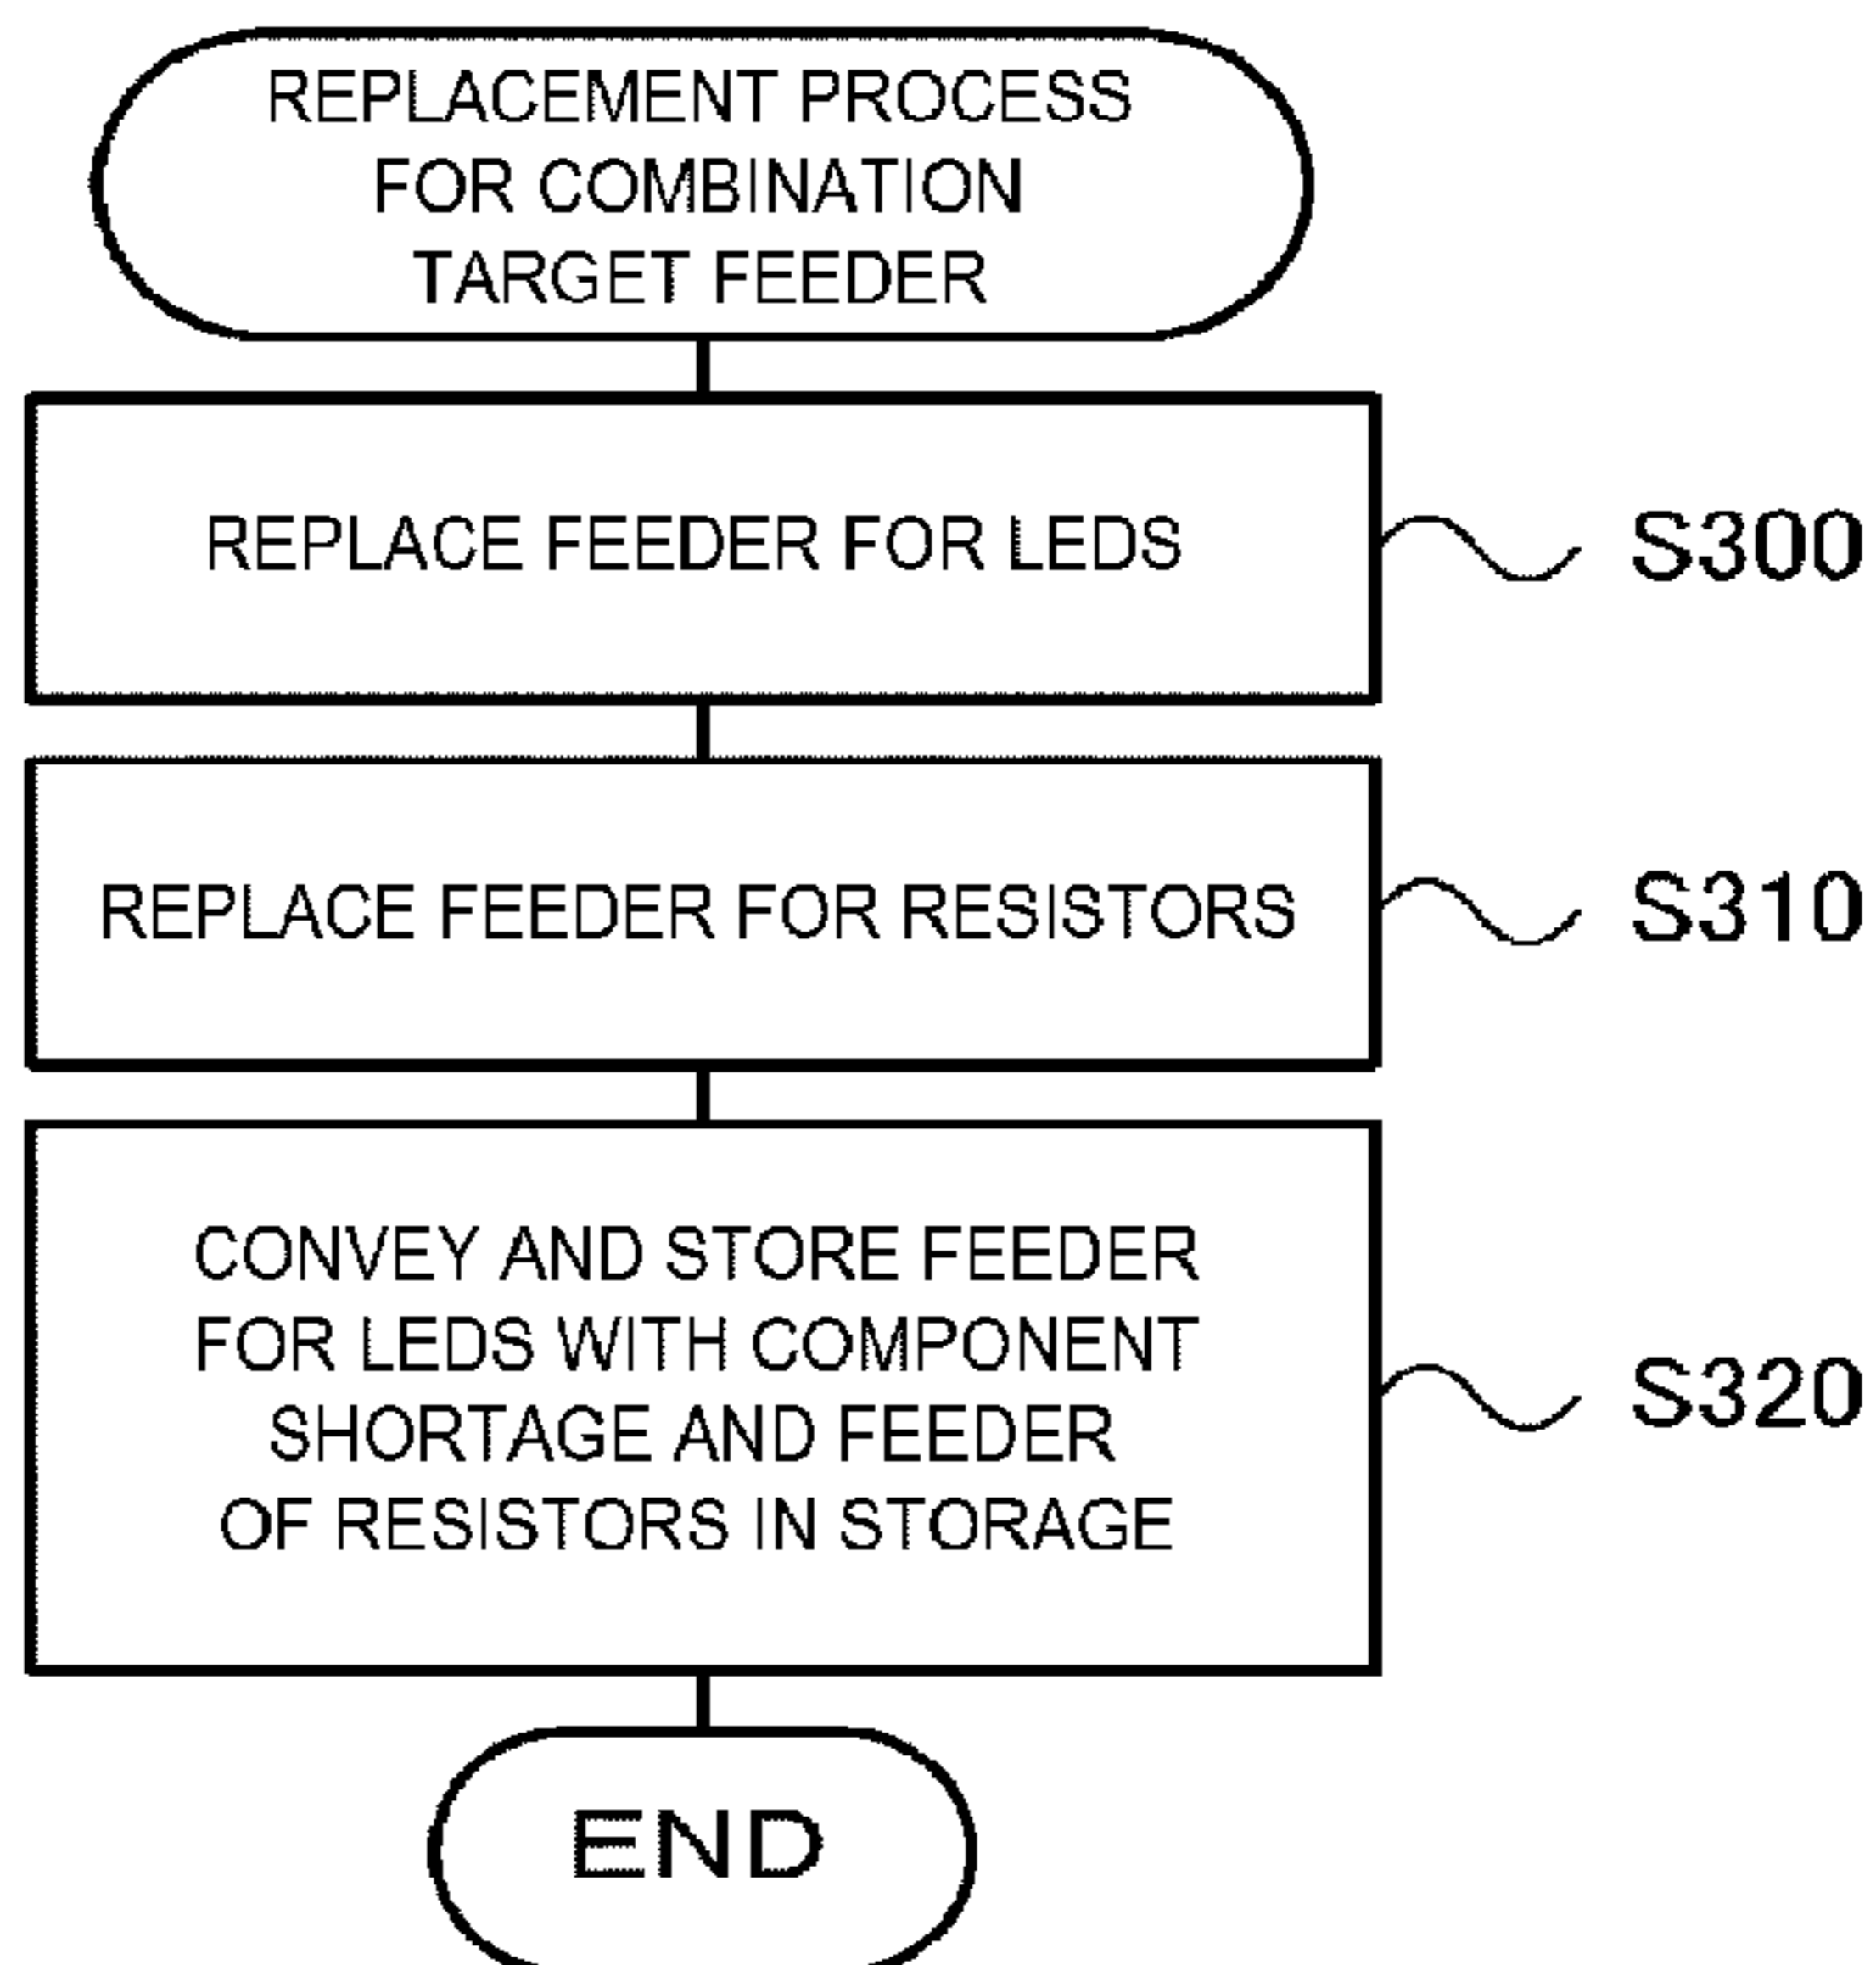 REPLACEMENT PROCESS
FOR COMBINATION
TARGET FEEDER
REPLACE FEEDER FOR LEDS
S300
REPLACE FEEDER FOR RESISTORS
S310
CONVEY AND STORE FEEDER
FOR LEDS WITH COMPONENT
SHORTAGE AND FEEDER
OF RESISTORS IN STORAGE
S320
END